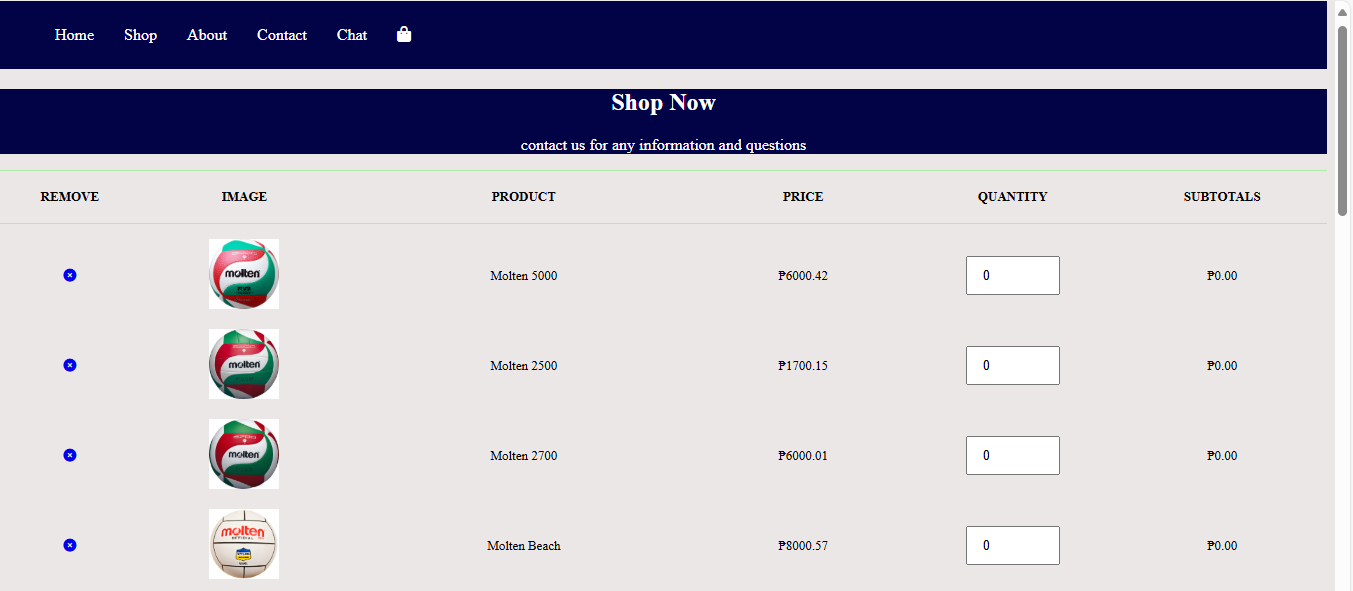 Home Shop About Contact Chat
Shop Now
contact us for any information and questions
REMOVE IMAGE PRODUCT PRICE QUANTITY SUBTOTALS
molten
Molten 5000 ₱6000.42 0 ₱0.00
molten
Molten 2500 ₱1700.15 0 ₱0.00
molten
Molten 2700 ₱6000.01 0 ₱0.00
molten
OFFICIAL
Molten Beach ₱8000.57 0 ₱0.00